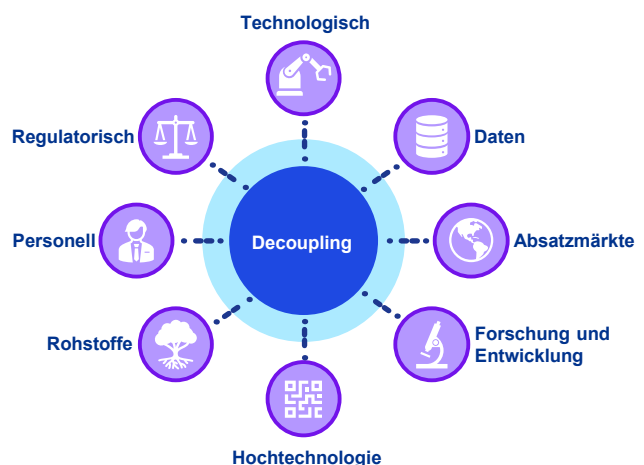 Technologisch
Regulatorisch
Daten
Personell
Decoupling
Absatzmärkte
Rohstoffe
Forschung und
Entwicklung
Hochtechnologie